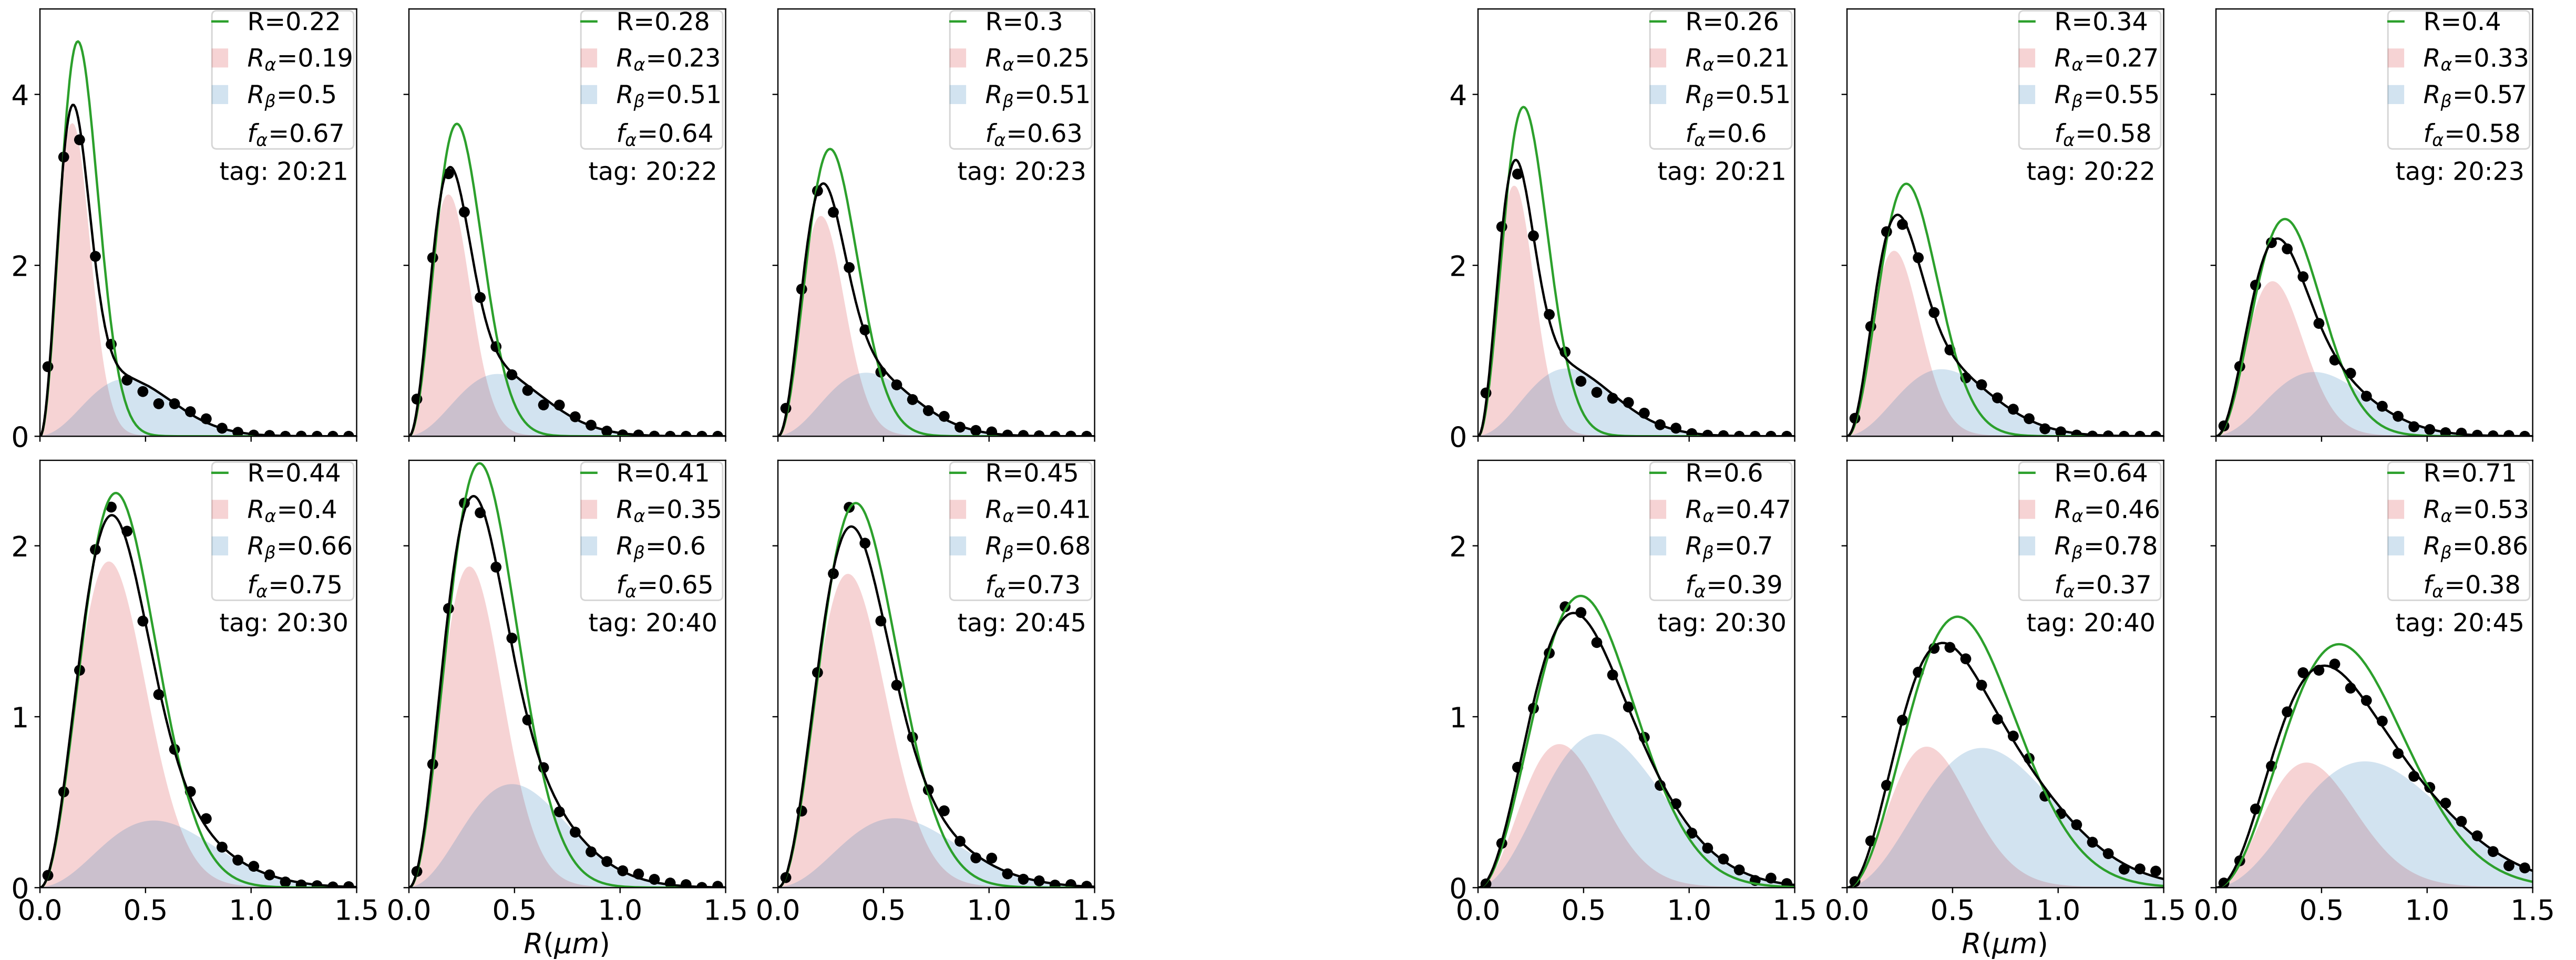 R=0.22
Rα=0.19
Rβ=0.5
fα=0.67
tag: 20:21
R=0.28
Rα=0.23
Rβ=0.51
fα=0.64
tag: 20:22
R=0.3
Rα=0.25
Rβ=0.51
fα=0.63
tag: 20:23
4
2
0
R=0.44
Rα=0.4
Rβ=0.66
fα=0.75
tag: 20:30
R=0.41
Rα=0.35
Rβ=0.6
fα=0.65
tag: 20:40
R=0.45
Rα=0.41
Rβ=0.68
fα=0.73
tag: 20:45
2
1
0
0.0 0.5 1.0 1.5
0.0 0.5 1.0 1.5
0.0 0.5 1.0 1.5
R(μm)
R=0.26
Rα=0.21
Rβ=0.51
fα=0.6
tag: 20:21
R=0.34
Rα=0.27
Rβ=0.55
fα=0.58
tag: 20:22
R=0.4
Rα=0.33
Rβ=0.57
fα=0.58
tag: 20:23
4
2
0
R=0.6
Rα=0.47
Rβ=0.7
fα=0.39
tag: 20:30
R=0.64
Rα=0.46
Rβ=0.78
fα=0.37
tag: 20:40
R=0.71
Rα=0.53
Rβ=0.86
fα=0.38
tag: 20:45
2
1
0
0.0 0.5 1.0 1.5
0.0 0.5 1.0 1.5
0.0 0.5 1.0 1.5
R(μm)